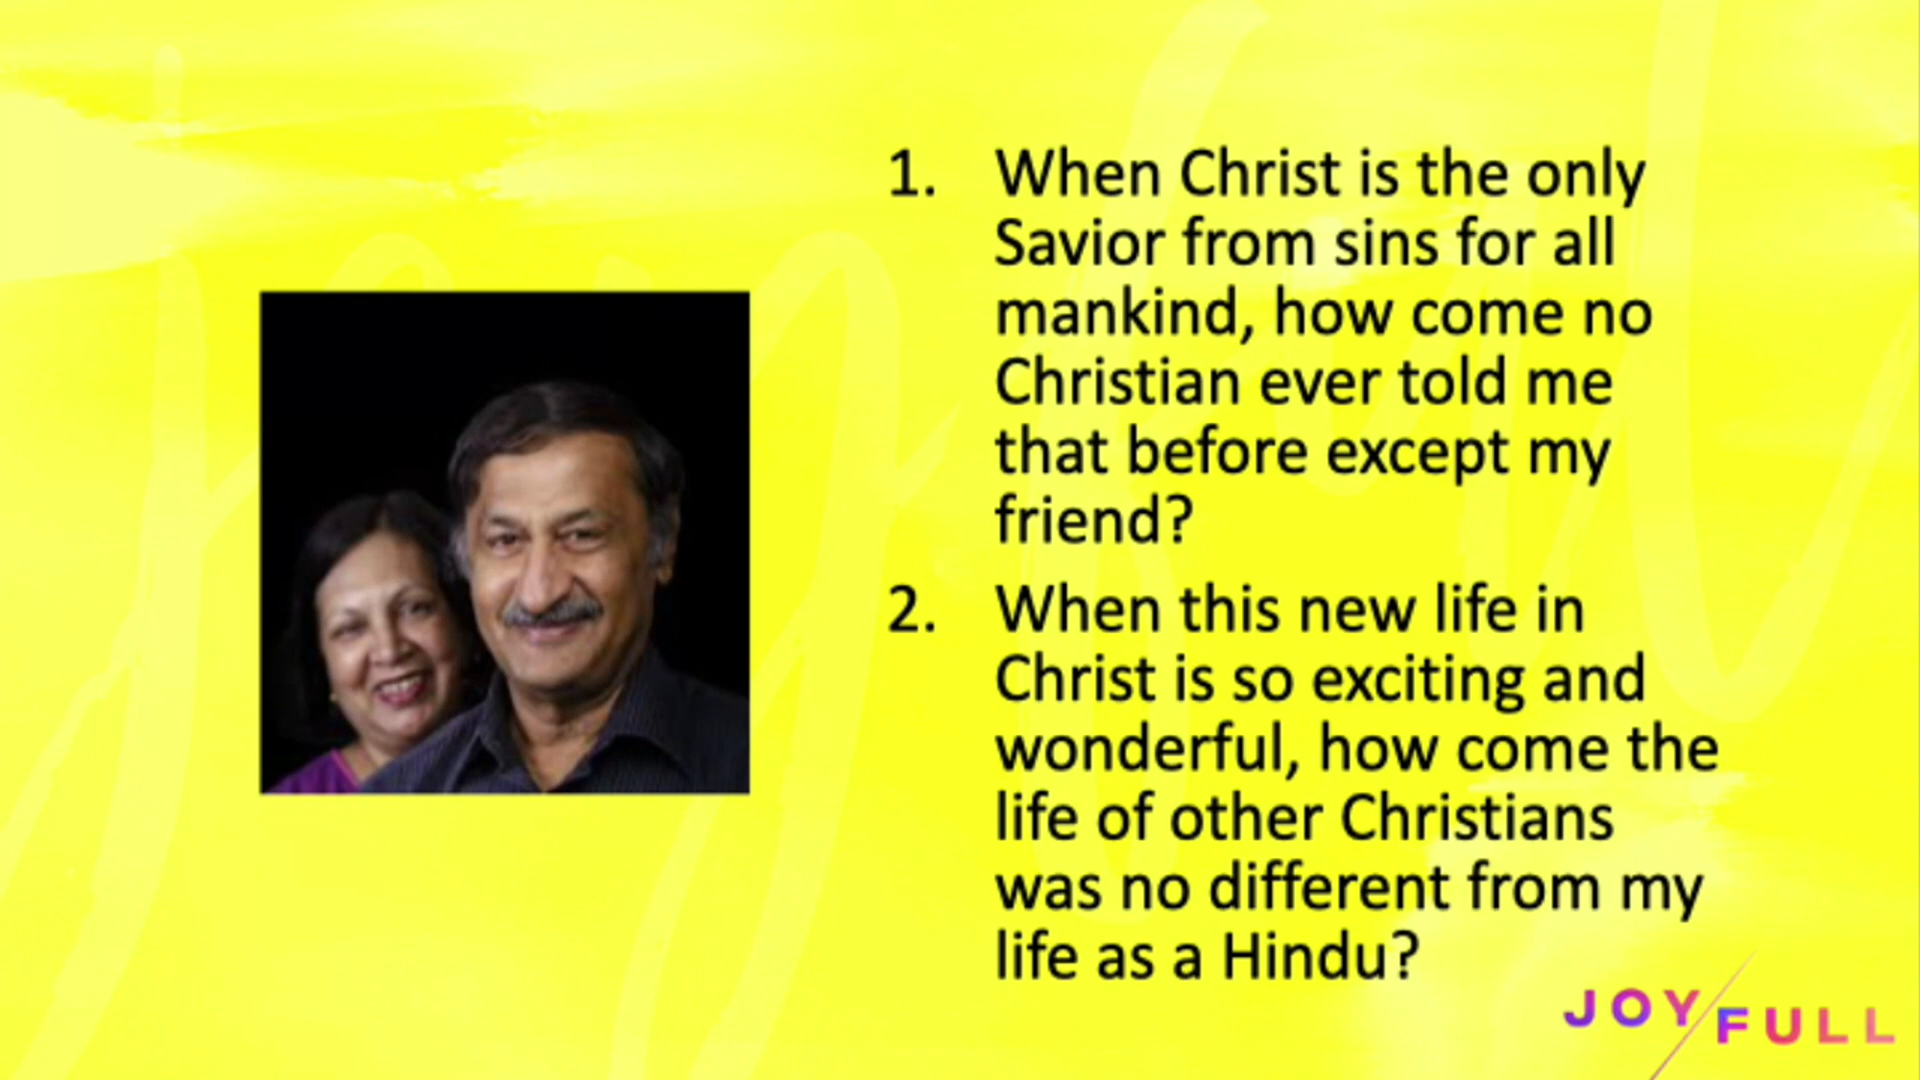 1. When Christ is the only
Savior from sins for all
mankind, how come no
Christian ever told me
that before except my
friend?
2. When this new life in
Christ is so exciting and
wonderful, how come the
life of other Christians
was no different from my
life as a Hindu?
JOY/FULL